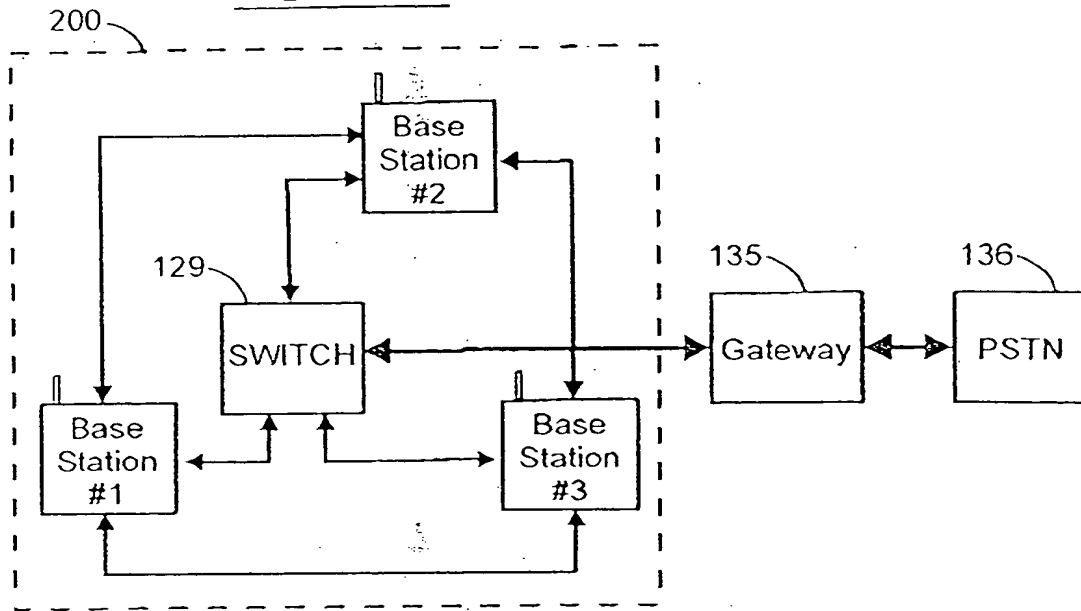 200
Base
Station
#2
129
SWITCH
135
Gateway
136
PSTN
Base
Station
#1
Base
Station
#3